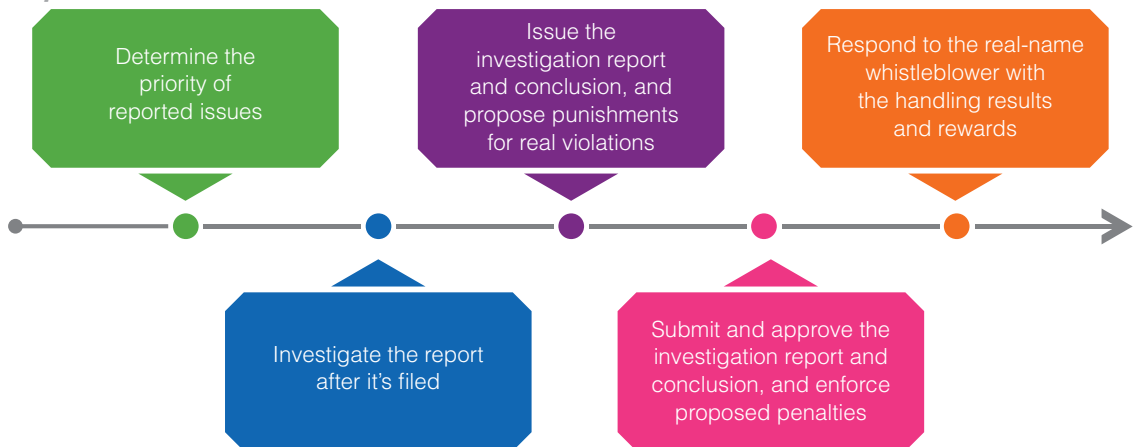 Determine the
priority of
reported issues
Investigate the report
after it's filed
Issue the
investigation report
and conclusion, and
propose punishments
for real violations
Submit and approve the
investigation report and
conclusion, and enforce
proposed penalties
Respond to the real-name
whistleblower with
the handling results
and rewards